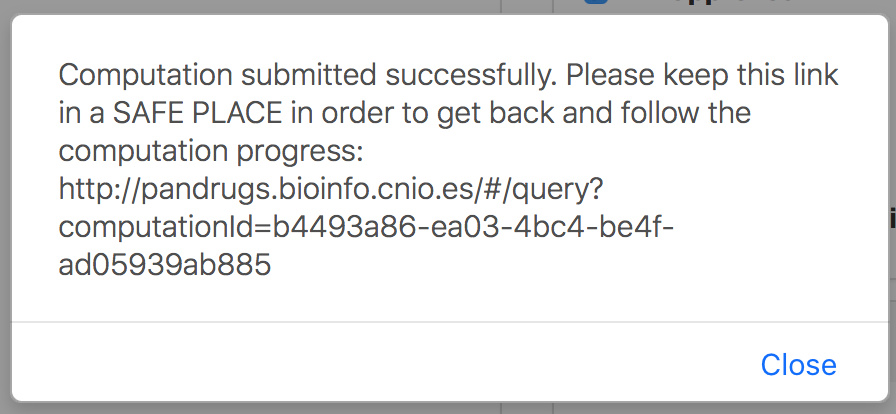 Computation submitted successfully. Please keep this link
in a SAFE PLACE in order to get back and follow the
computation progress:
http://pandrugs.bioinfo.cnio.es/#/query?
computationId=b4493a86-ea03-4bc4-be4f-
ad05939ab885
Close